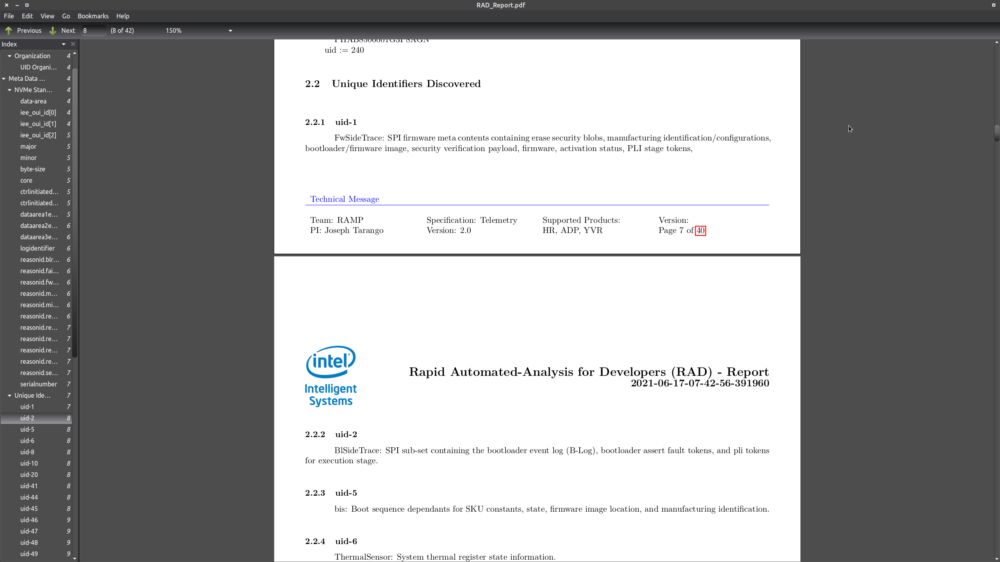 RAD_Report.pdf
File Edit View Go Bookmarks Help
Previous Next 8 (8 of 42) 150%
Index
Organization 4
UID Organi... 4
Meta Data ... 4
NVMe Stan... 4
data-area 4
iee_oui_id[0] 4
iee_oui_id[1] 4
iee_oui_id[2] 5
major 5
minor 5
byte-size 5
core 5
ctrlinitiated... 5
ctrlinitiated... 5
dataarea1e... 5
dataarea2e... 6
dataarea3e... 6
logidentifier 6
reasonid.blr... 6
reasonid.fai... 6
reasonid.fw... 6
reasonid.m... 6
reasonid.mi... 6
reasonid.re... 6
reasonid.re... 7
reasonid.re... 7
reasonid.re... 7
reasonid.re... 7
reasonid.se... 7
serialnumber 7
Unique Ide... 7
uid-1 7
uid-2 8
uid-5 8
uid-6 8
uid-8 8
uid-10 8
uid-20 8
uid-41 8
uid-44 8
uid-45 8
uid-46 9
uid-47 9
uid-48 9
uid-49 9
uid := 240
2.2 Unique Identifiers Discovered
2.2.1 uid-1
FwSideTrace: SPI firmware meta contents containing erase security blobs, manufacturing identification/configurations,
bootloader/firmware image, security verification payload, firmware, activation status, PLI stage tokens,
Technical Message
Team: RAMP Specification: Telemetry Supported Products: Version:
PI: Joseph Tarango Version: 2.0 HR, ADP, YVR Page 7 of 40
intel®
Intelligent
Systems
Rapid Automated-Analysis for Developers (RAD) - Report
2021-06-17-07-42-56-391960
2.2.2 uid-2
BlSideTrace: SPI sub-set containing the bootloader event log (B-Log), bootloader assert fault tokens, and pli tokens
for execution stage.
2.2.3 uid-5
bis: Boot sequence dependants for SKU constants, state, firmware image location, and manufacturing identification.
2.2.4 uid-6
ThermalSensor: System thermal register state information.